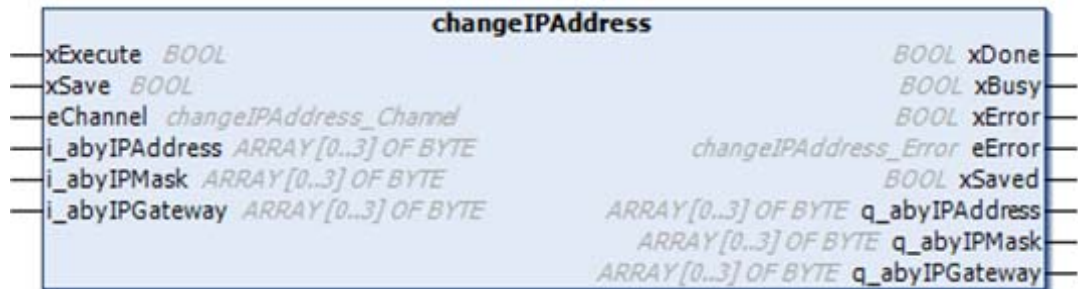 changeIPAddress
xExecute BOOL BOOL xDone
xSave BOOL BOOL xBusy
eChannel changeIPAddress_Channel BOOL xError
i_abyIPAddress ARRAY [0..3] OF BYTE changeIPAddress_Error eError
i_abyIPMask ARRAY [0..3] OF BYTE BOOL xSaved
i_abyIPGateway ARRAY [0..3] OF BYTE ARRAY [0..3] OF BYTE q_abyIPAddress
ARRAY [0..3] OF BYTE q_abyIPMask
ARRAY [0..3] OF BYTE q_abyIPGateway